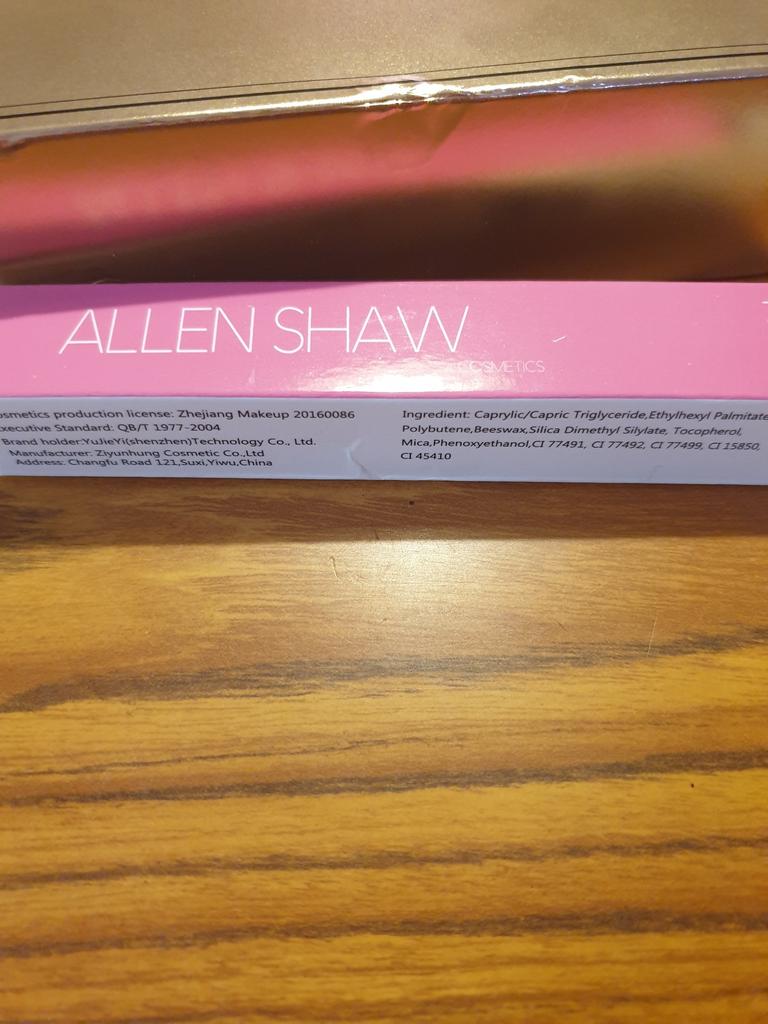 ALLEN SHAW
COSMETICS
osmetics production license: Zhejiang Makeup 20160086
xecutive Standard: QB/T 1977-2004
Brand holder:YuJieYi(shenzhen)Technology Co., Ltd.
Manufacturer: Ziyunhung Cosmetic Co.,Ltd
Address: Changfu Road 121,Suxi,Yiwu,China
Ingredient: Caprylic/Capric Triglyceride,Ethylhexyl Palmitate
Polybutene,Beeswax,Silica Dimethyl Silylate, Tocopherol,
Mica,Phenoxyethanol,CI 77491, CI 77492, CI 77499, CI 15850,
CI 45410